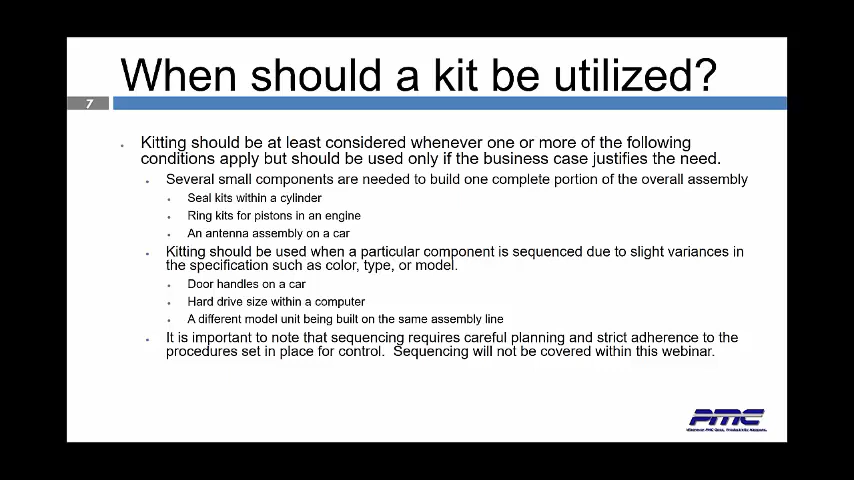 When should a kit be utilized?
7
Kitting should be at least considered whenever one or more of the following
conditions apply but should be used only if the business case justifies the need.
Several small components are needed to build one complete portion of the overall assembly
Seal kits within a cylinder
Ring kits for pistons in an engine
An antenna assembly on a car
Kitting should be used when a particular component is sequenced due to slight variances in
the specification such as color, type, or model.
Door handles on a car
Hard drive size within a computer
A different model unit being built on the same assembly line
It is important to note that sequencing requires careful planning and strict adherence to the
procedures set in place for control.  Sequencing will not be covered within this webinar.
PMC
PMC Goes, Productivity Happens.